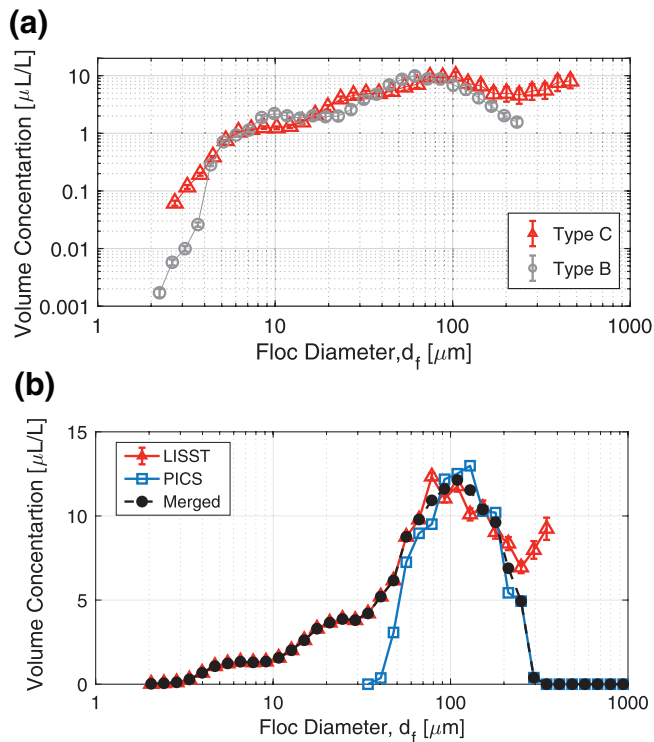 (a)
Volume Concentartion [μL/L]
10
1
0.1
0.01
0.001
Type C
Type B
1 10 100 1000
Floc Diameter,d_f [μm]
(b)
Volume Concentartion [μL/L]
15
10
5
0
LISST
PICS
Merged
1 10 100 1000
Floc Diameter, d_f [μm]